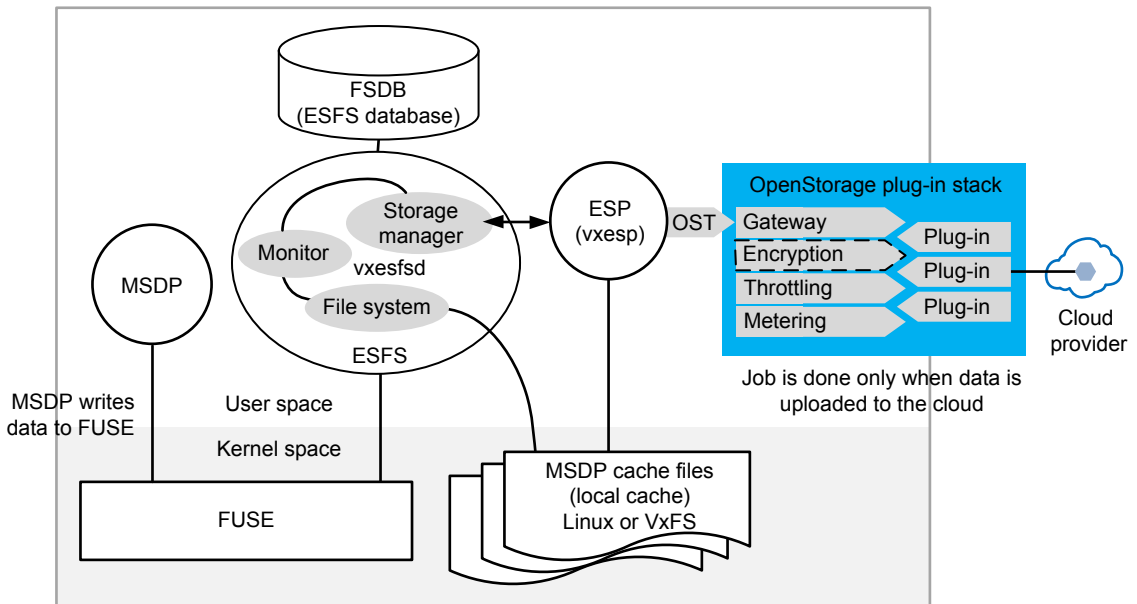 FSDB
(ESFS database)
Storage
manager
Monitor
vxesfsd
File system
ESFS
MSDP
ESP
(vxesp)
OST
OpenStorage plug-in stack
Gateway
Encryption
Throttling
Metering
Plug-in
Plug-in
Plug-in
Cloud
provider
Job is done only when data is
uploaded to the cloud
MSDP writes
data to FUSE
User space
Kernel space
FUSE
MSDP cache files
(local cache)
Linux or VxFS